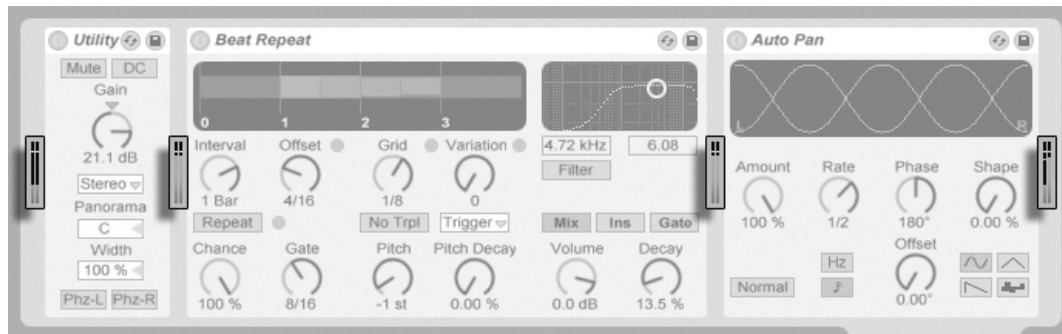 Utility
Mute DC
Gain
21.1 dB
Stereo
Panorama
C
Width
100 %
Phz-L Phz-R
Beat Repeat
0 1 2 3
Interval Offset Grid Variation
1 Bar 4/16 1/8 0
Repeat No Trpl Trigger
Chance Gate Pitch Pitch Decay
100 % 8/16 -1 st 0.00 %
4.72 kHz 6.08
Filter
Mix Ins Gate
Volume Decay
0.0 dB 13.5 %
Auto Pan
L R
Amount Rate Phase Shape
100 % 1/2 180° 0.00 %
Offset
Hz
Normal
0.00°